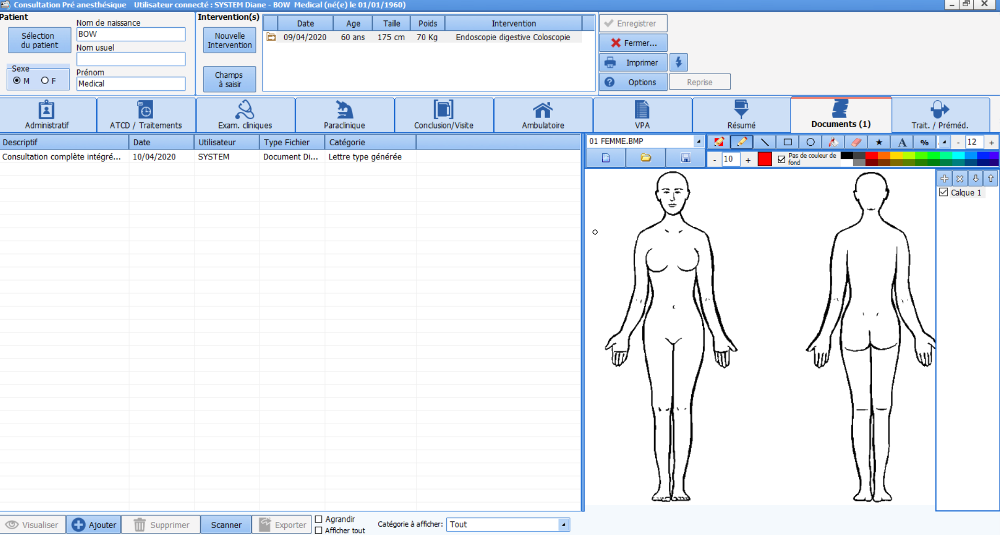 Consultation Pré anesthésique Utilisateur connecté : SYSTEM Diane - BOW Medical (né(e) le 01/01/1960)
Patient
Sélection
du patient
Sexe
M F
Nom de naissance
BOW
Nom usuel
Prénom
Medical
Intervention(s)
Nouvelle
Intervention
Champs
à saisir
Date Age Taille Poids Intervention
09/04/2020 60 ans 175 cm 70 Kg Endoscopie digestive Coloscopie
Enregistrer
Fermer...
Imprimer
Options Reprise
Administratif ATCD / Traitements Exam. cliniques Paraclinique Conclusion/Visite Ambulatoire VPA Résumé Documents (1) Trait. / Préméd.
Descriptif Date Utilisateur Type Fichier Catégorie
Consultation complète intégré... 10/04/2020 SYSTEM Document Di... Lettre type générée
01 FEMME.BMP
A % - 12 +
- 10 + Pas de couleur de
fond
Calque 1
Visualiser Ajouter Supprimer Scanner Exporter
Agrandir
Afficher tout
Catégorie à afficher: Tout